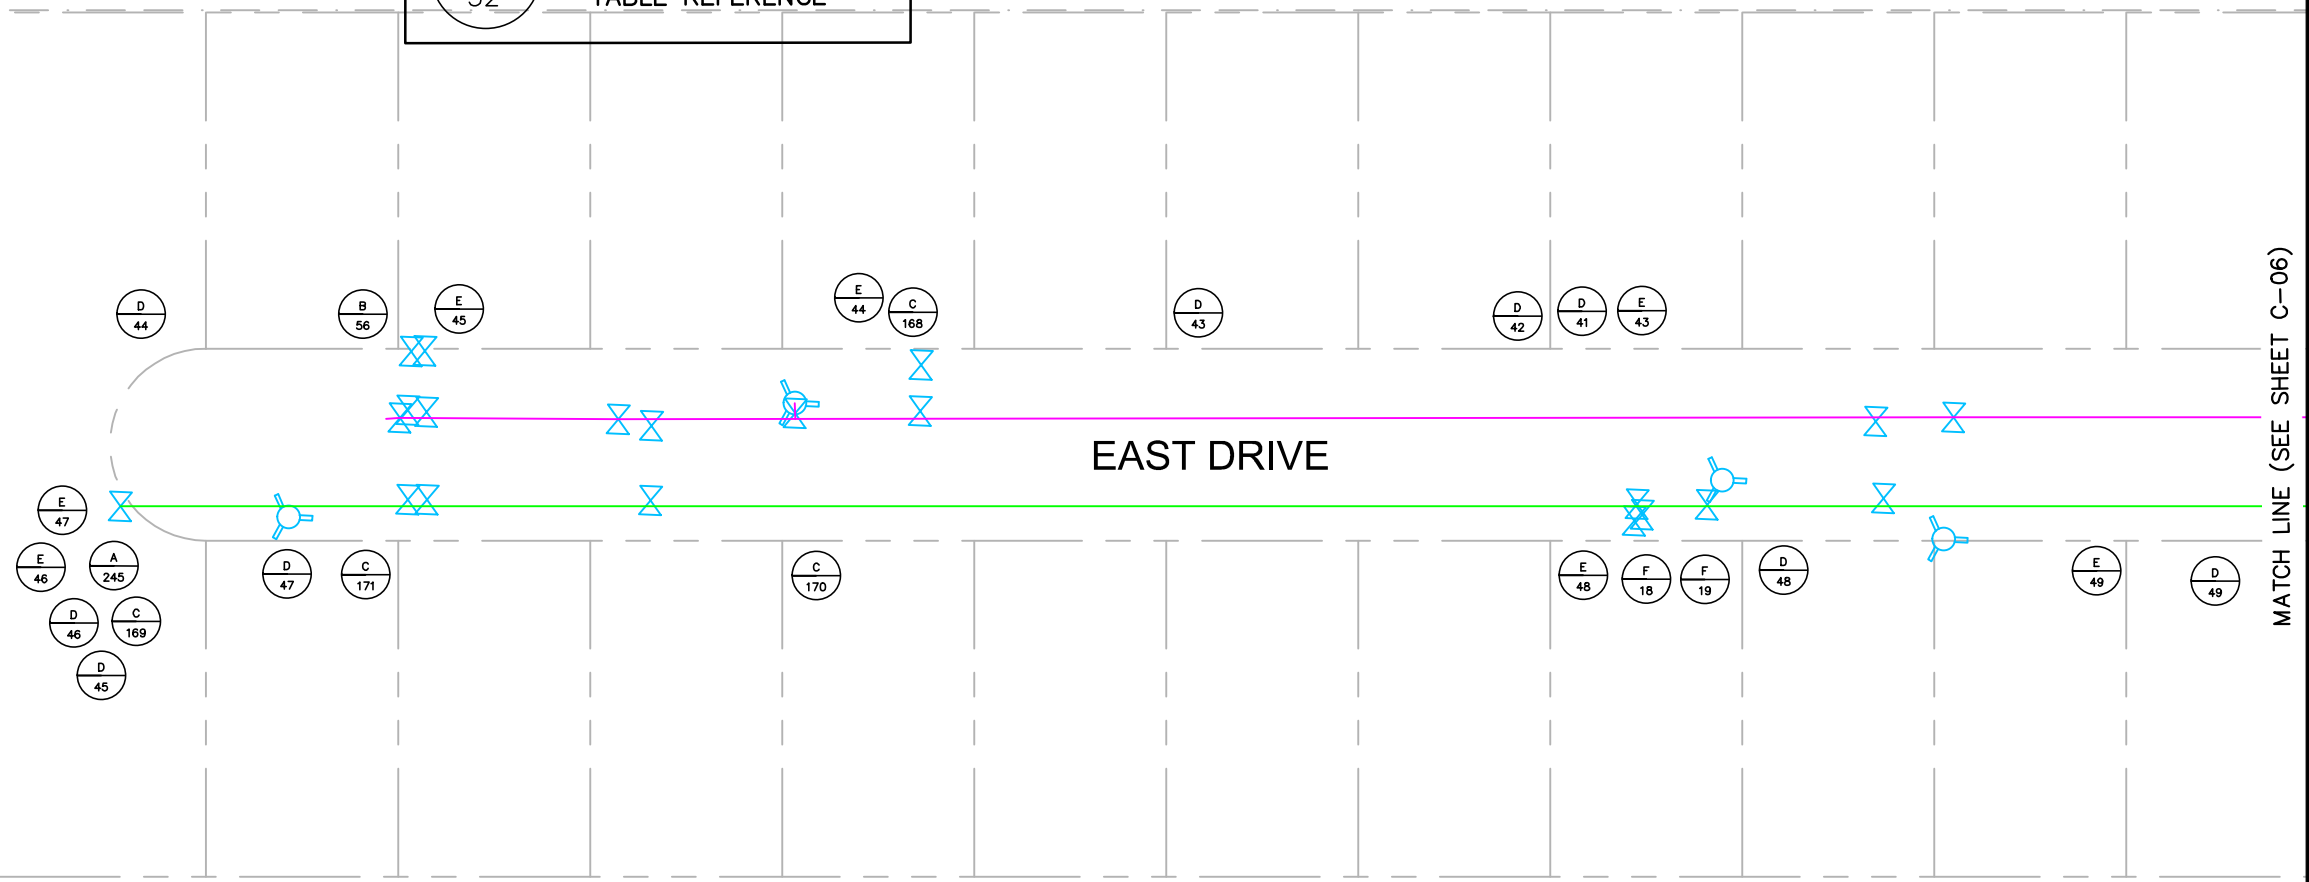 52 TABLE REFERENCE
D
44
B
56
E
45
E
44
C
168
D
43
D
42
D
41
E
43
EAST DRIVE
MATCH LINE (SEE SHEET C-06)
E
47
E
46
A
245
D
46
C
169
D
45
D
47
C
171
C
170
E
48
F
18
F
19
D
48
E
49
D
49